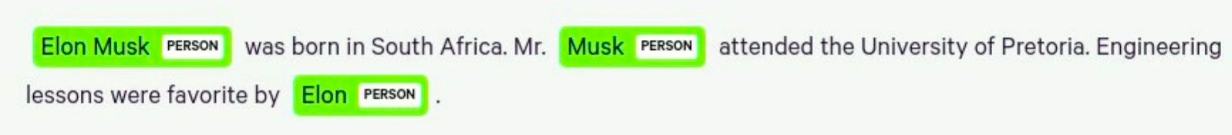 Elon Musk PERSON was born in South Africa. Mr. Musk PERSON attended the University of Pretoria. Engineering
lessons were favorite by Elon PERSON .